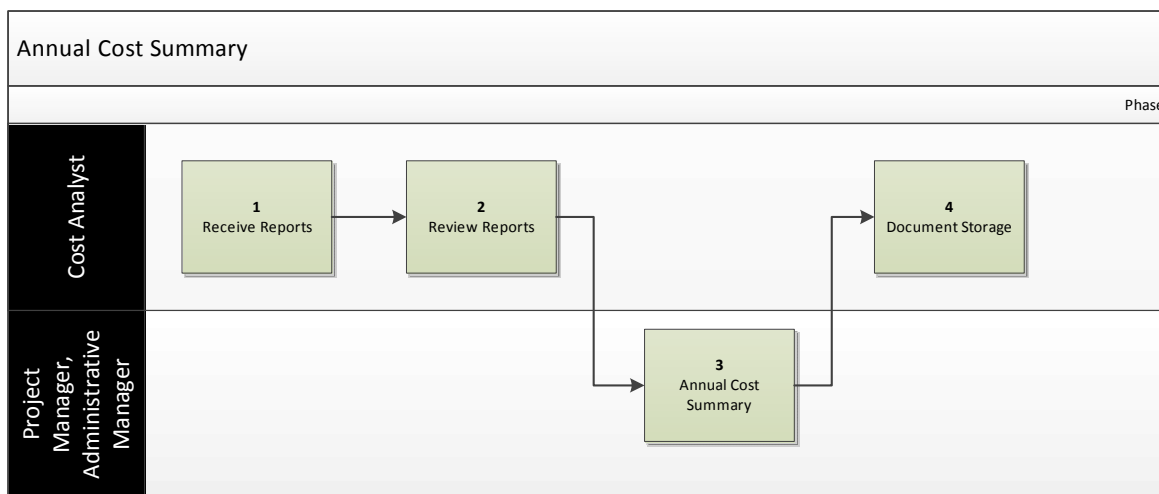 Annual Cost Summary
Phase
Cost Analyst
1
Receive Reports
2
Review Reports
4
Document Storage
Project
Manager,
Administrative
Manager
3
Annual Cost
Summary